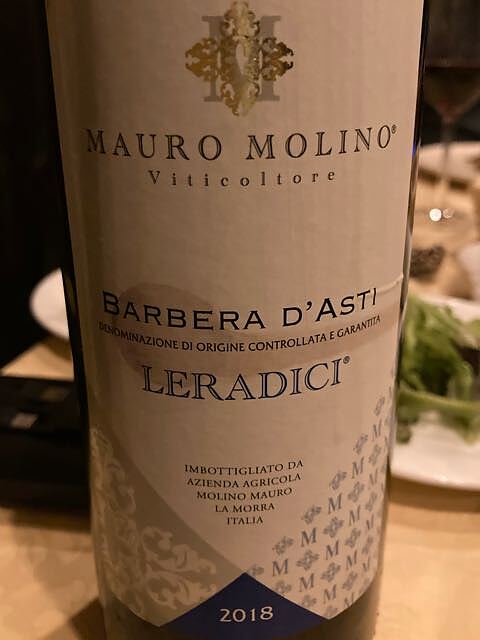 M
MAURO MOLINO®
Viticoltore
BARBERA D'ASTI
DENOMINAZIONE DI ORIGINE CONTROLLATA E GARANTITA
LERADICI®
IMBOTTIGLIATO DA
AZIENDA AGRICOLA
MOLINO MAURO
LA MORRA
ITALIA
2018